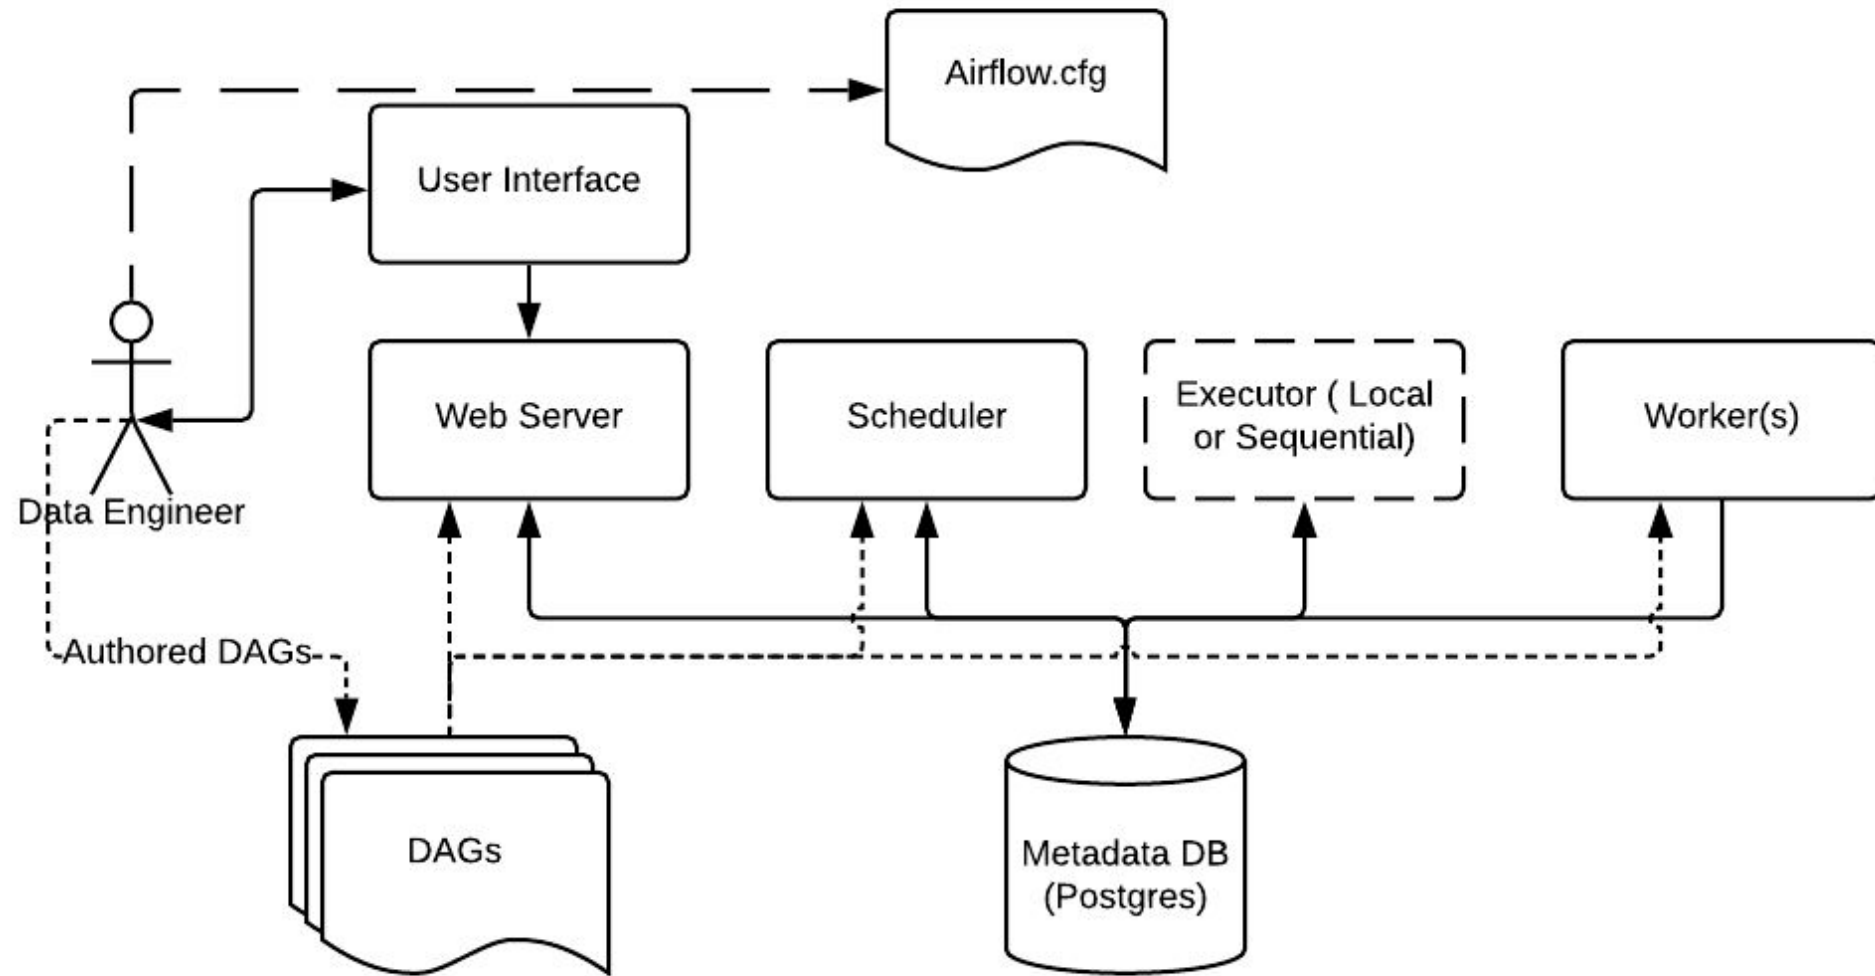 Airflow.cfg
User Interface
Web Server
Scheduler
Executor ( Local
or Sequential)
Worker(s)
Data Engineer
Authored DAGs
DAGs
Metadata DB
(Postgres)